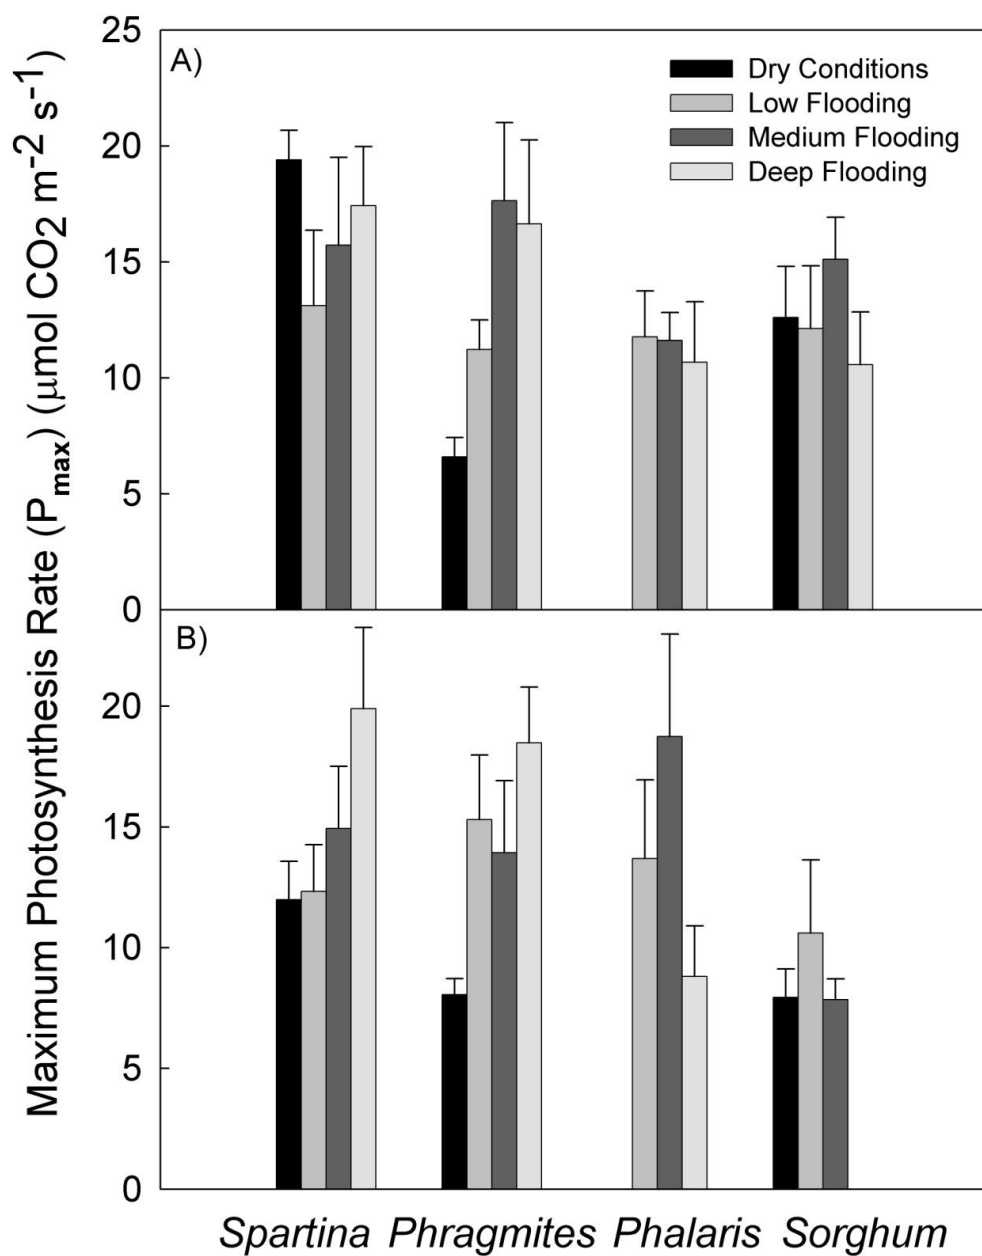 Maximum Photosynthesis Rate (Pmax) (μmol CO2 m-2 s-1)
25
20
15
10
5
0
A)
Dry Conditions
Low Flooding
Medium Flooding
Deep Flooding
B)
20
15
10
5
0
Spartina Phragmites Phalaris Sorghum